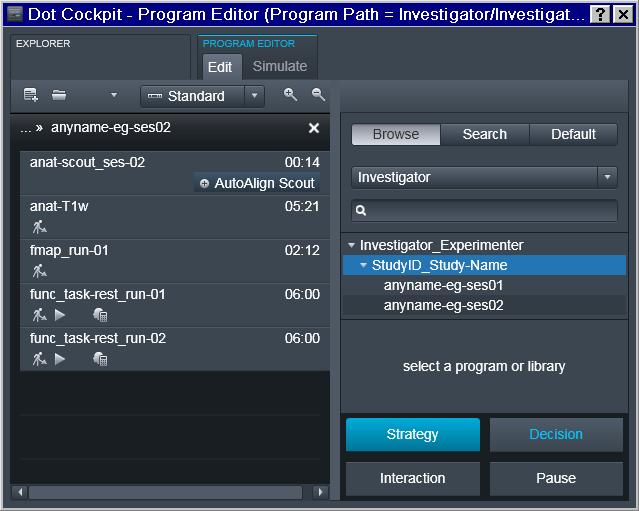 Dot Cockpit - Program Editor (Program Path = Investigator/Investigat...
EXPLORER
PROGRAM EDITOR
Edit
Simulate
Standard
... » anyname-eg-ses02
anat-scout_ses-02 00:14
AutoAlign Scout
anat-T1w 05:21
fmap_run-01 02:12
func_task-rest_run-01 06:00
func_task-rest_run-02 06:00
Browse
Search
Default
Investigator
Investigator_Experimenter
StudyID_Study-Name
anyname-eg-ses01
anyname-eg-ses02
select a program or library
Strategy
Decision
Interaction
Pause